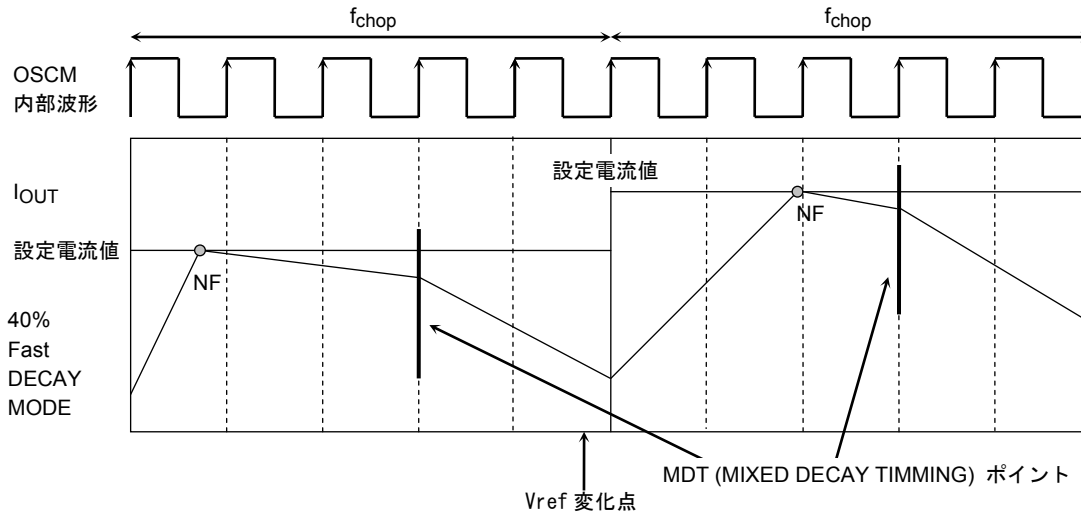 fchop
fchop
OSCM
内部波形
設定電流値
IOUT
NF
NF
設定電流値
40%
Fast
DECAY
MODE
MDT (MIXED DECAY TIMMING) ポイント
Vref 変化点